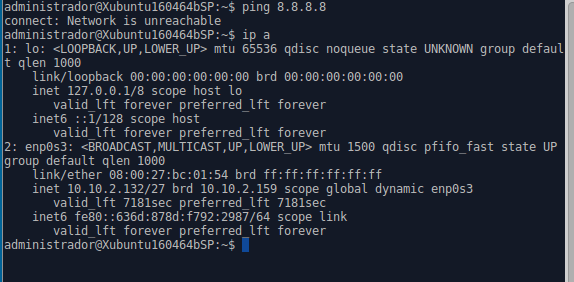 administrador@Xubuntu160464bSP:~$ ping 8.8.8.8
connect: Network is unreachable
administrador@Xubuntu160464bSP:~$ ip a
1: lo: <LOOPBACK,UP,LOWER_UP> mtu 65536 qdisc noqueue state UNKNOWN group defaul
t qlen 1000
    link/loopback 00:00:00:00:00:00 brd 00:00:00:00:00:00
    inet 127.0.0.1/8 scope host lo
       valid_lft forever preferred_lft forever
    inet6 ::1/128 scope host
       valid_lft forever preferred_lft forever
2: enp0s3: <BROADCAST,MULTICAST,UP,LOWER_UP> mtu 1500 qdisc pfifo_fast state UP
group default qlen 1000
    link/ether 08:00:27:bc:01:54 brd ff:ff:ff:ff:ff:ff
    inet 10.10.2.132/27 brd 10.10.2.159 scope global dynamic enp0s3
       valid_lft 7181sec preferred_lft 7181sec
    inet6 fe80::636d:878d:f792:2987/64 scope link
       valid_lft forever preferred_lft forever
administrador@Xubuntu160464bSP:~$